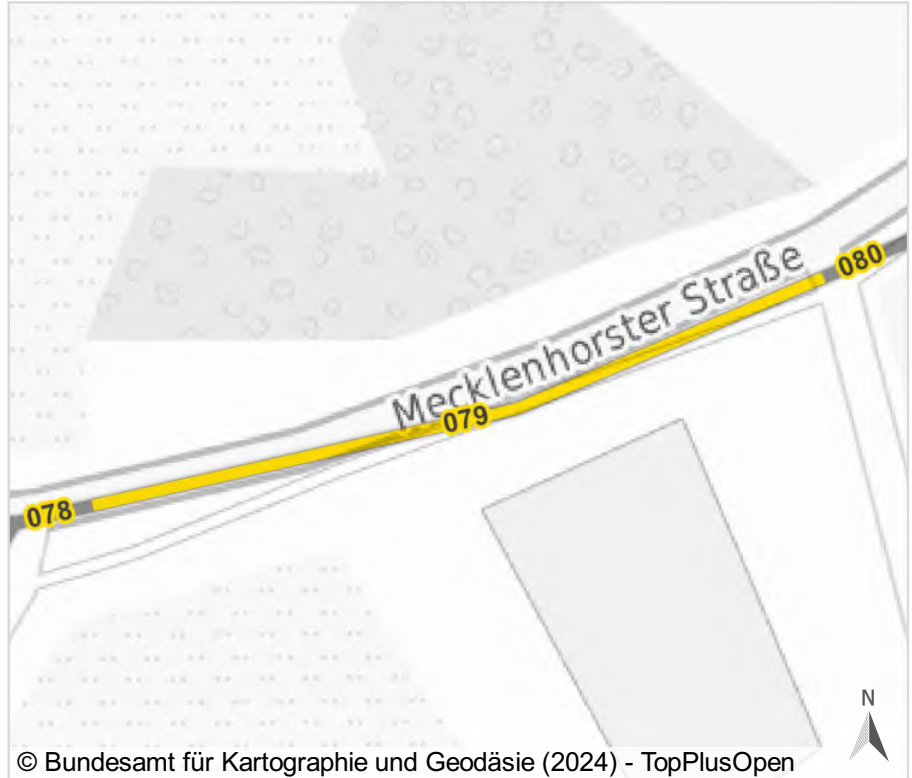 080
Mecklenhorster Straße
079
078
N
© Bundesamt für Kartographie und Geodäsie (2024) - TopPlusOpen